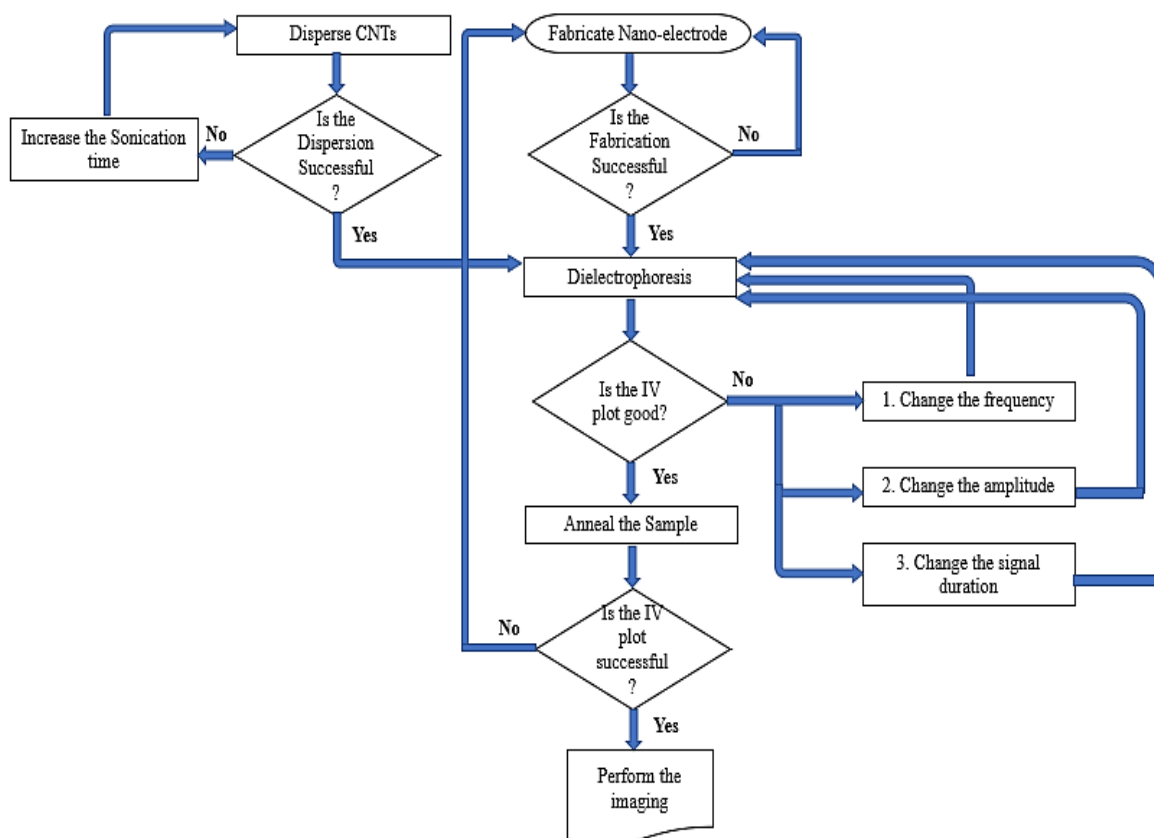 Disperse CNTs
Fabricate Nano-electrode
Is the
Dispersion
Successful
?
No
Increase the Sonication
time
Is the
Fabrication
Successful
?
No
Yes
Yes
Dielectrophoresis
Is the IV
plot good?
No
1. Change the frequency
Yes
2. Change the amplitude
Anneal the Sample
3. Change the signal
duration
Is the IV
plot
successful
?
No
Yes
Perform the
imaging